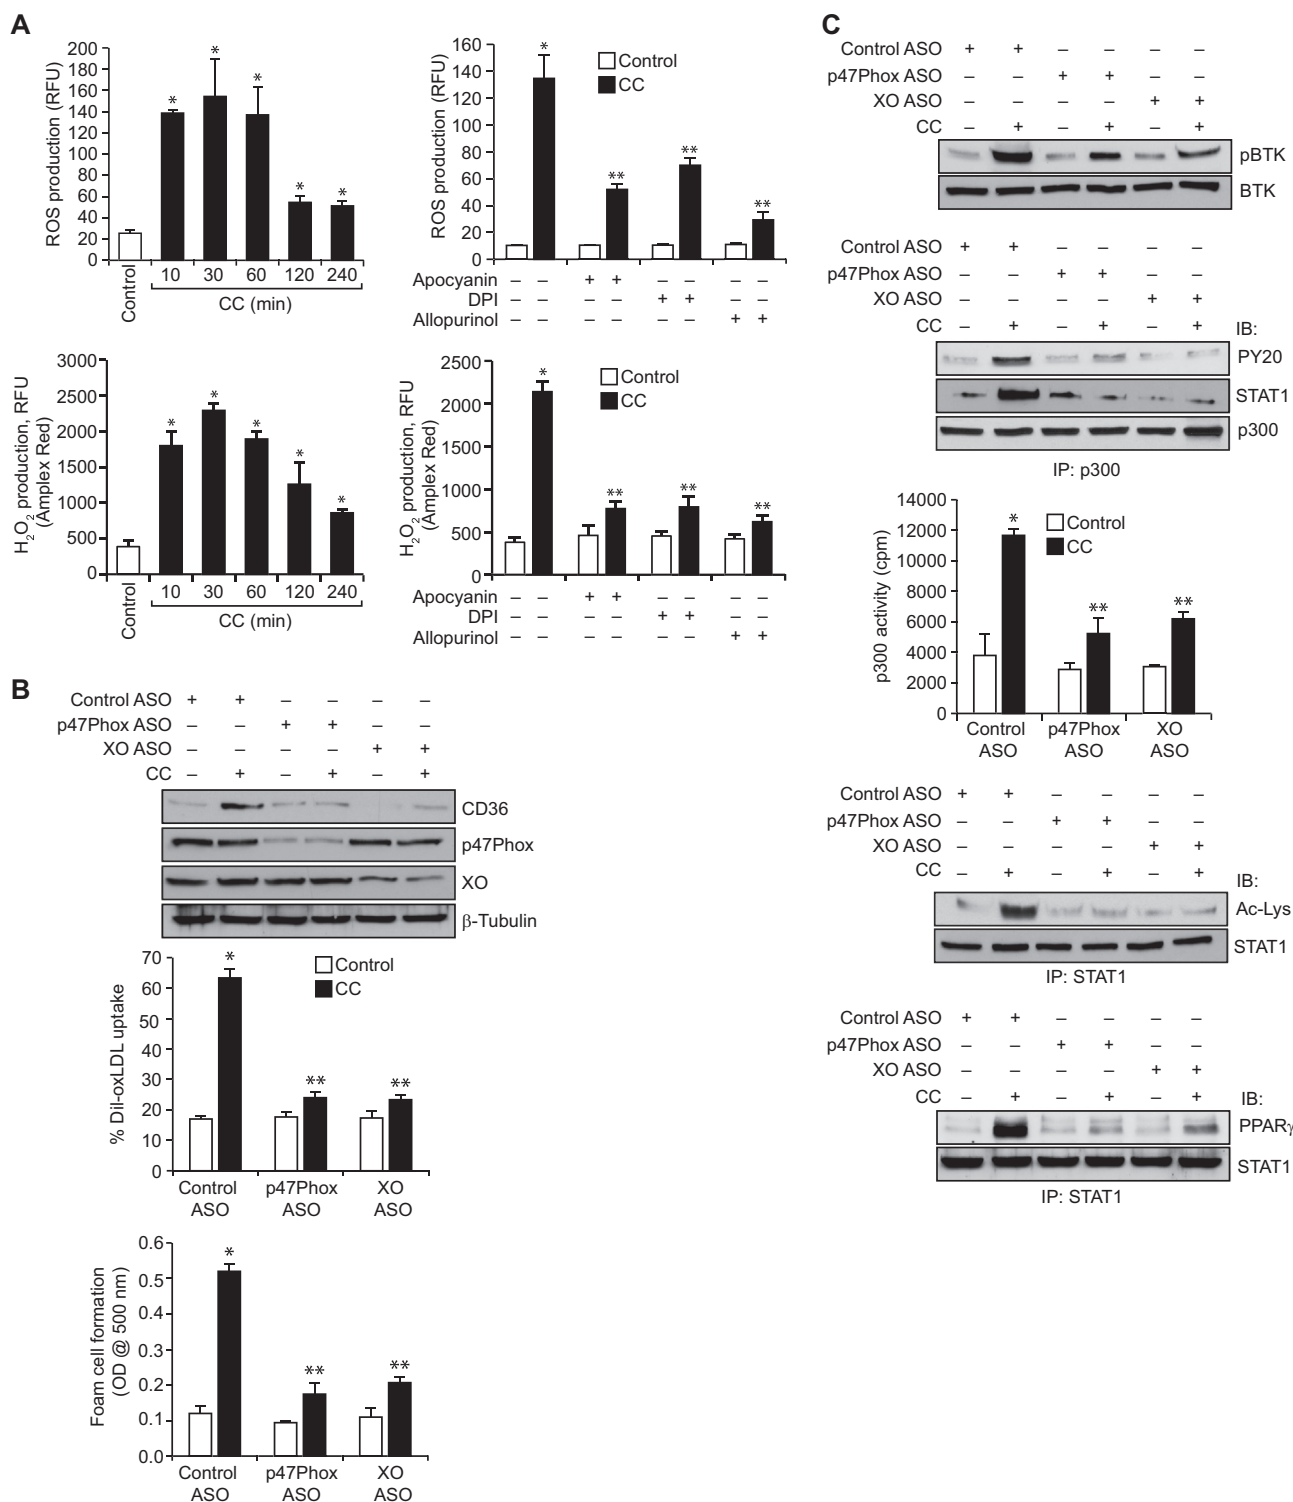 A
ROS production (RFU)
200
180
160
140
120
100
80
60
40
20
0
* * * * *
Control
10 30 60 120 240
CC (min)
ROS production (RFU)
160
140
120
100
80
60
40
20
0
Control
CC
* ** ** **
Apocyanin – – + + – – – –
DPI – – – – + + – –
Allopurinol – – – – – – + +
H2O2 production, RFU
(Amplex Red)
3000
2500
2000
1500
1000
500
0
* * * * *
Control
10 30 60 120 240
CC (min)
H2O2 production, RFU
(Amplex Red)
2500
2000
1500
1000
500
0
Control
CC
* ** ** **
Apocyanin – – + + – – – –
DPI – – – – + + – –
Allopurinol – – – – – – + +
B
Control ASO + + – – – –
p47Phox ASO – – + + – –
XO ASO – – – – + +
CC – + – + – +
CD36
p47Phox
XO
β-Tubulin
% Dil-oxLDL uptake
70
60
50
40
30
20
10
0
Control
CC
* ** **
Control p47Phox XO
ASO ASO ASO
Foam cell formation
(OD @ 500 nm)
0.6
0.5
0.4
0.3
0.2
0.1
0.0
* ** **
Control p47Phox XO
ASO ASO ASO
C
Control ASO + + – – – –
p47Phox ASO – – + + – –
XO ASO – – – – + +
CC – + – + – +
pBTK
BTK
Control ASO + + – – – –
p47Phox ASO – – + + – –
XO ASO – – – – + +
CC – + – + – + IB:
PY20
STAT1
p300
IP: p300
p300 activity (cpm)
14000
12000
10000
8000
6000
4000
2000
0
Control
CC
* ** **
Control p47Phox XO
ASO ASO ASO
Control ASO + + – – – –
p47Phox ASO – – + + – –
XO ASO – – – – + +
CC – + – + – + IB:
Ac-Lys
STAT1
IP: STAT1
Control ASO + + – – – –
p47Phox ASO – – + + – –
XO ASO – – – – + +
CC – + – + – + IB:
PPARγ
STAT1
IP: STAT1